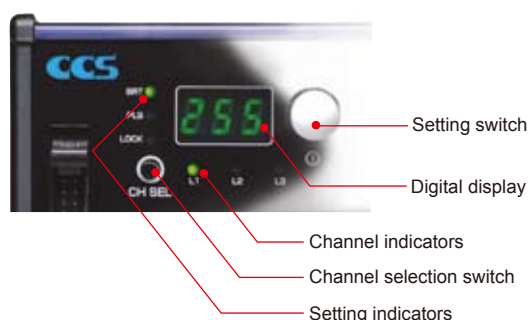 CCS
BRT
PLS
LOCK
255
CH SEL
L1
L2
L3
Setting switch
Digital display
Channel indicators
Channel selection switch
Setting indicators